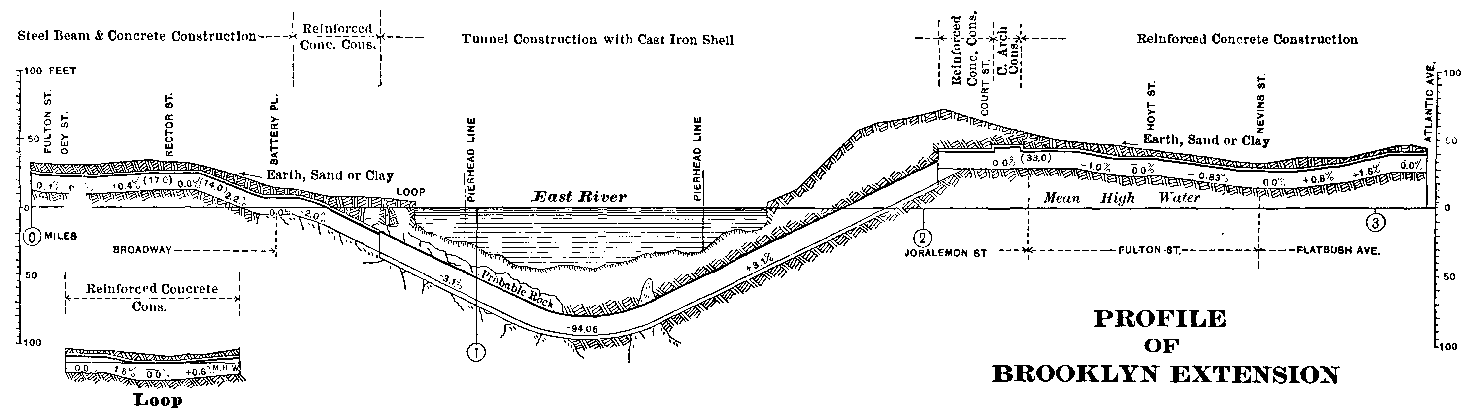 Steel Beam & Concrete Construction
Reinforced
Conc. Cons.
Tunnel Construction with Cast Iron Shell
Reinforced
Conc. Cons.
COURT ST.
C. Arch
Cons.
Reinforced Concrete Construction
100 FEET
50
0
50
100
FULTON ST.
DEY ST.
RECTOR ST.
BATTERY PL.
PIERHEAD LINE
PIERHEAD LINE
HOYT ST.
NEVINS ST.
ATLANTIC AVE.
100
50
0
50
100
Earth, Sand or Clay
LOOP
East River
Earth, Sand or Clay
0.1%
+0.4% (17.0) 0.0% (14.0) -2.2%
0.0% -2.0%
0.0% (33.0)
-1.0%
0.0%
-0.83%
0.0%
+0.8%
+1.6%
0.0%
Mean High Water
0 MILES
1
2
3
BROADWAY
JORALEMON ST
FULTON ST.
FLATBUSH AVE.
-3.1%
Probable Rock
-94.06
+3.1%
Reinforced Concrete
Cons.
0.0 1.8% 0.0% +0.6% M.H.W.
Loop
PROFILE
OF
BROOKLYN EXTENSION